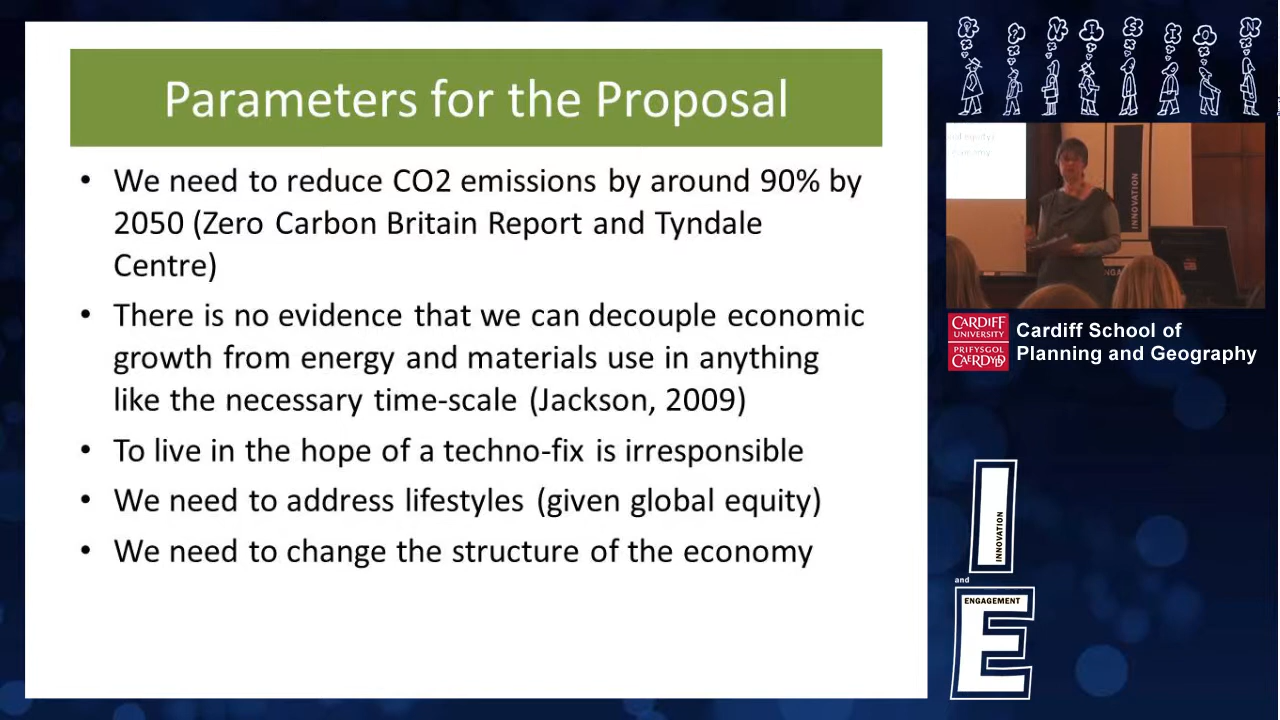 Parameters for the Proposal
• We need to reduce CO2 emissions by around 90% by
2050 (Zero Carbon Britain Report and Tyndale
Centre)
• There is no evidence that we can decouple economic
growth from energy and materials use in anything
like the necessary time-scale (Jackson, 2009)
• To live in the hope of a techno-fix is irresponsible
• We need to address lifestyles (given global equity)
• We need to change the structure of the economy
VISION
INNOVATION
CARDIFF
UNIVERSITY
PRIFYSGOL
CAERDYDD
Cardiff School of
Planning and Geography
I
INNOVATION
and
ENGAGEMENT
E